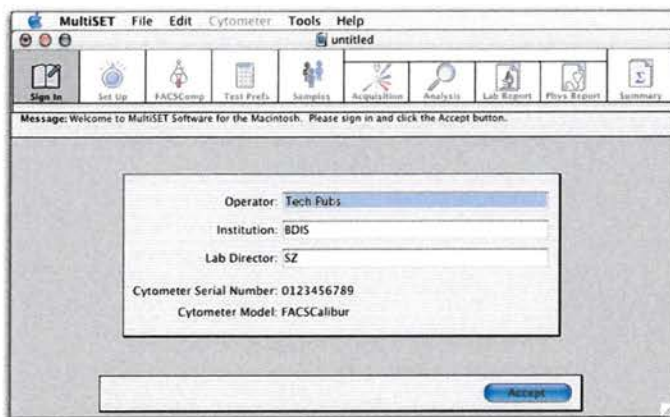 MultiSET File Edit Cytometer Tools Help
untitled
Sign In Set Up FACSComp Test Prefs Samples Acquisition Analysis Lab Report Phys Report Summary
Message: Welcome to MultiSET Software for the Macintosh. Please sign in and click the Accept button.
Operator: Tech Pubs
Institution: BDIS
Lab Director: SZ
Cytometer Serial Number: 0123456789
Cytometer Model: FACSCalibur
Accept